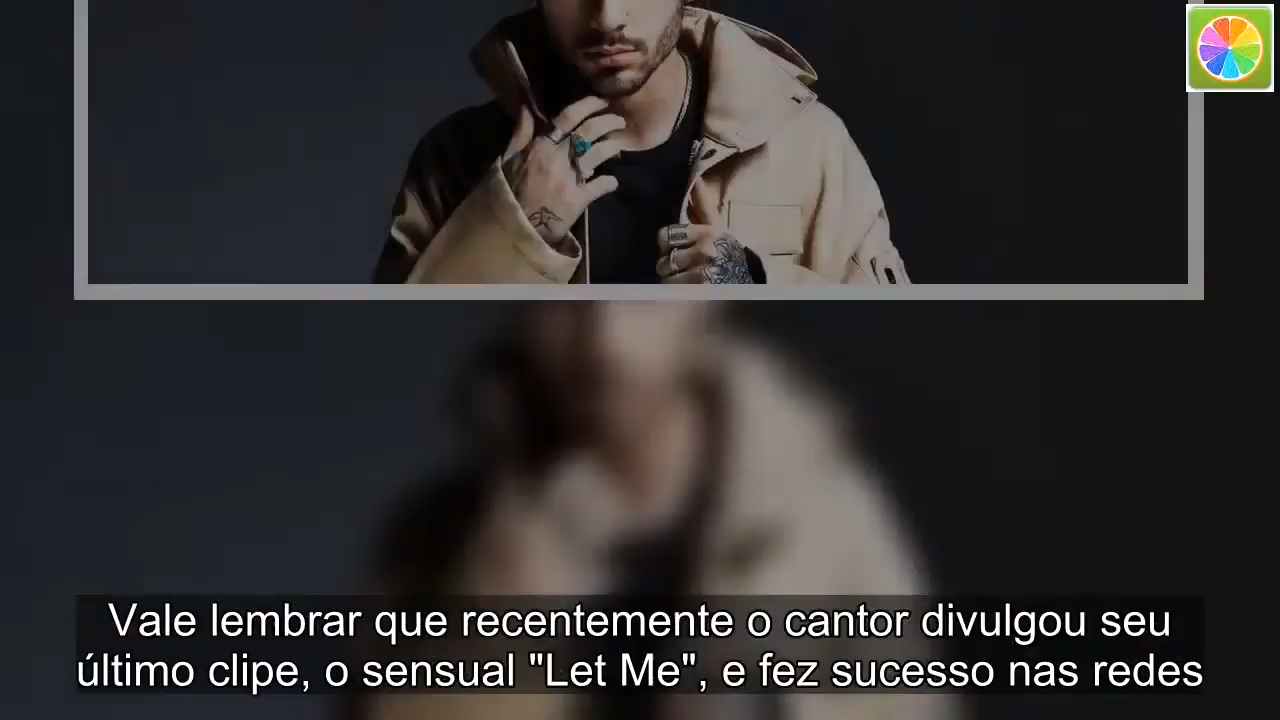 Vale lembrar que recentemente o cantor divulgou seu
último clipe, o sensual "Let Me", e fez sucesso nas redes